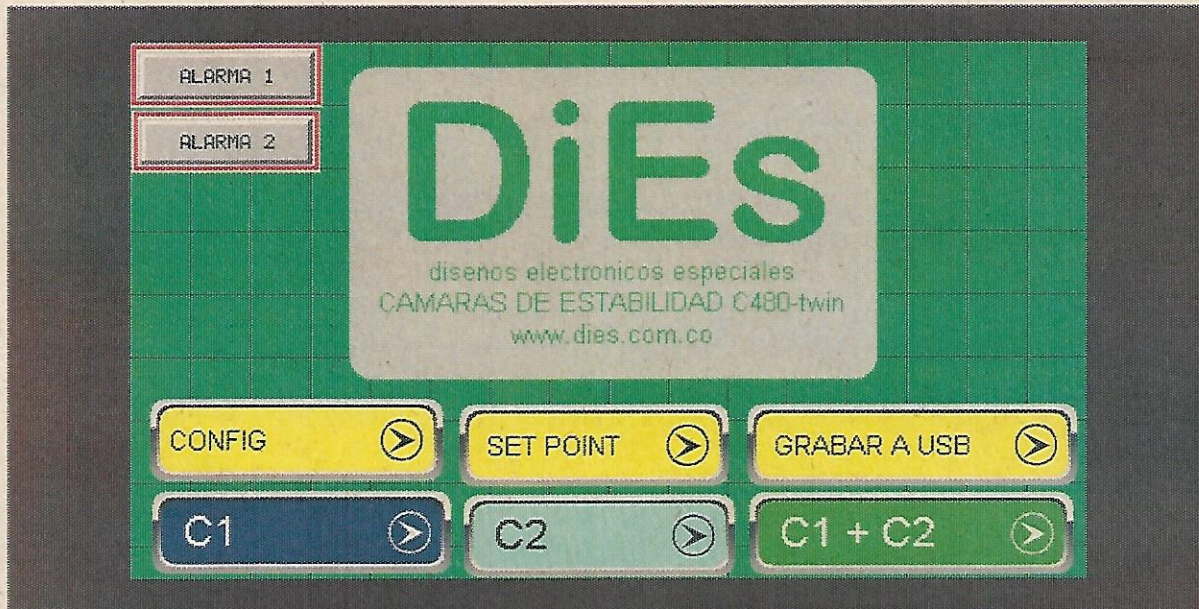 ALARMA 1
ALARMA 2
DiEs
disenos electronicos especiales
CAMARAS DE ESTABILIDAD C480-twin
www.dies.com.co
CONFIG
SET POINT
GRABAR A USB
C1
C2
C1 + C2